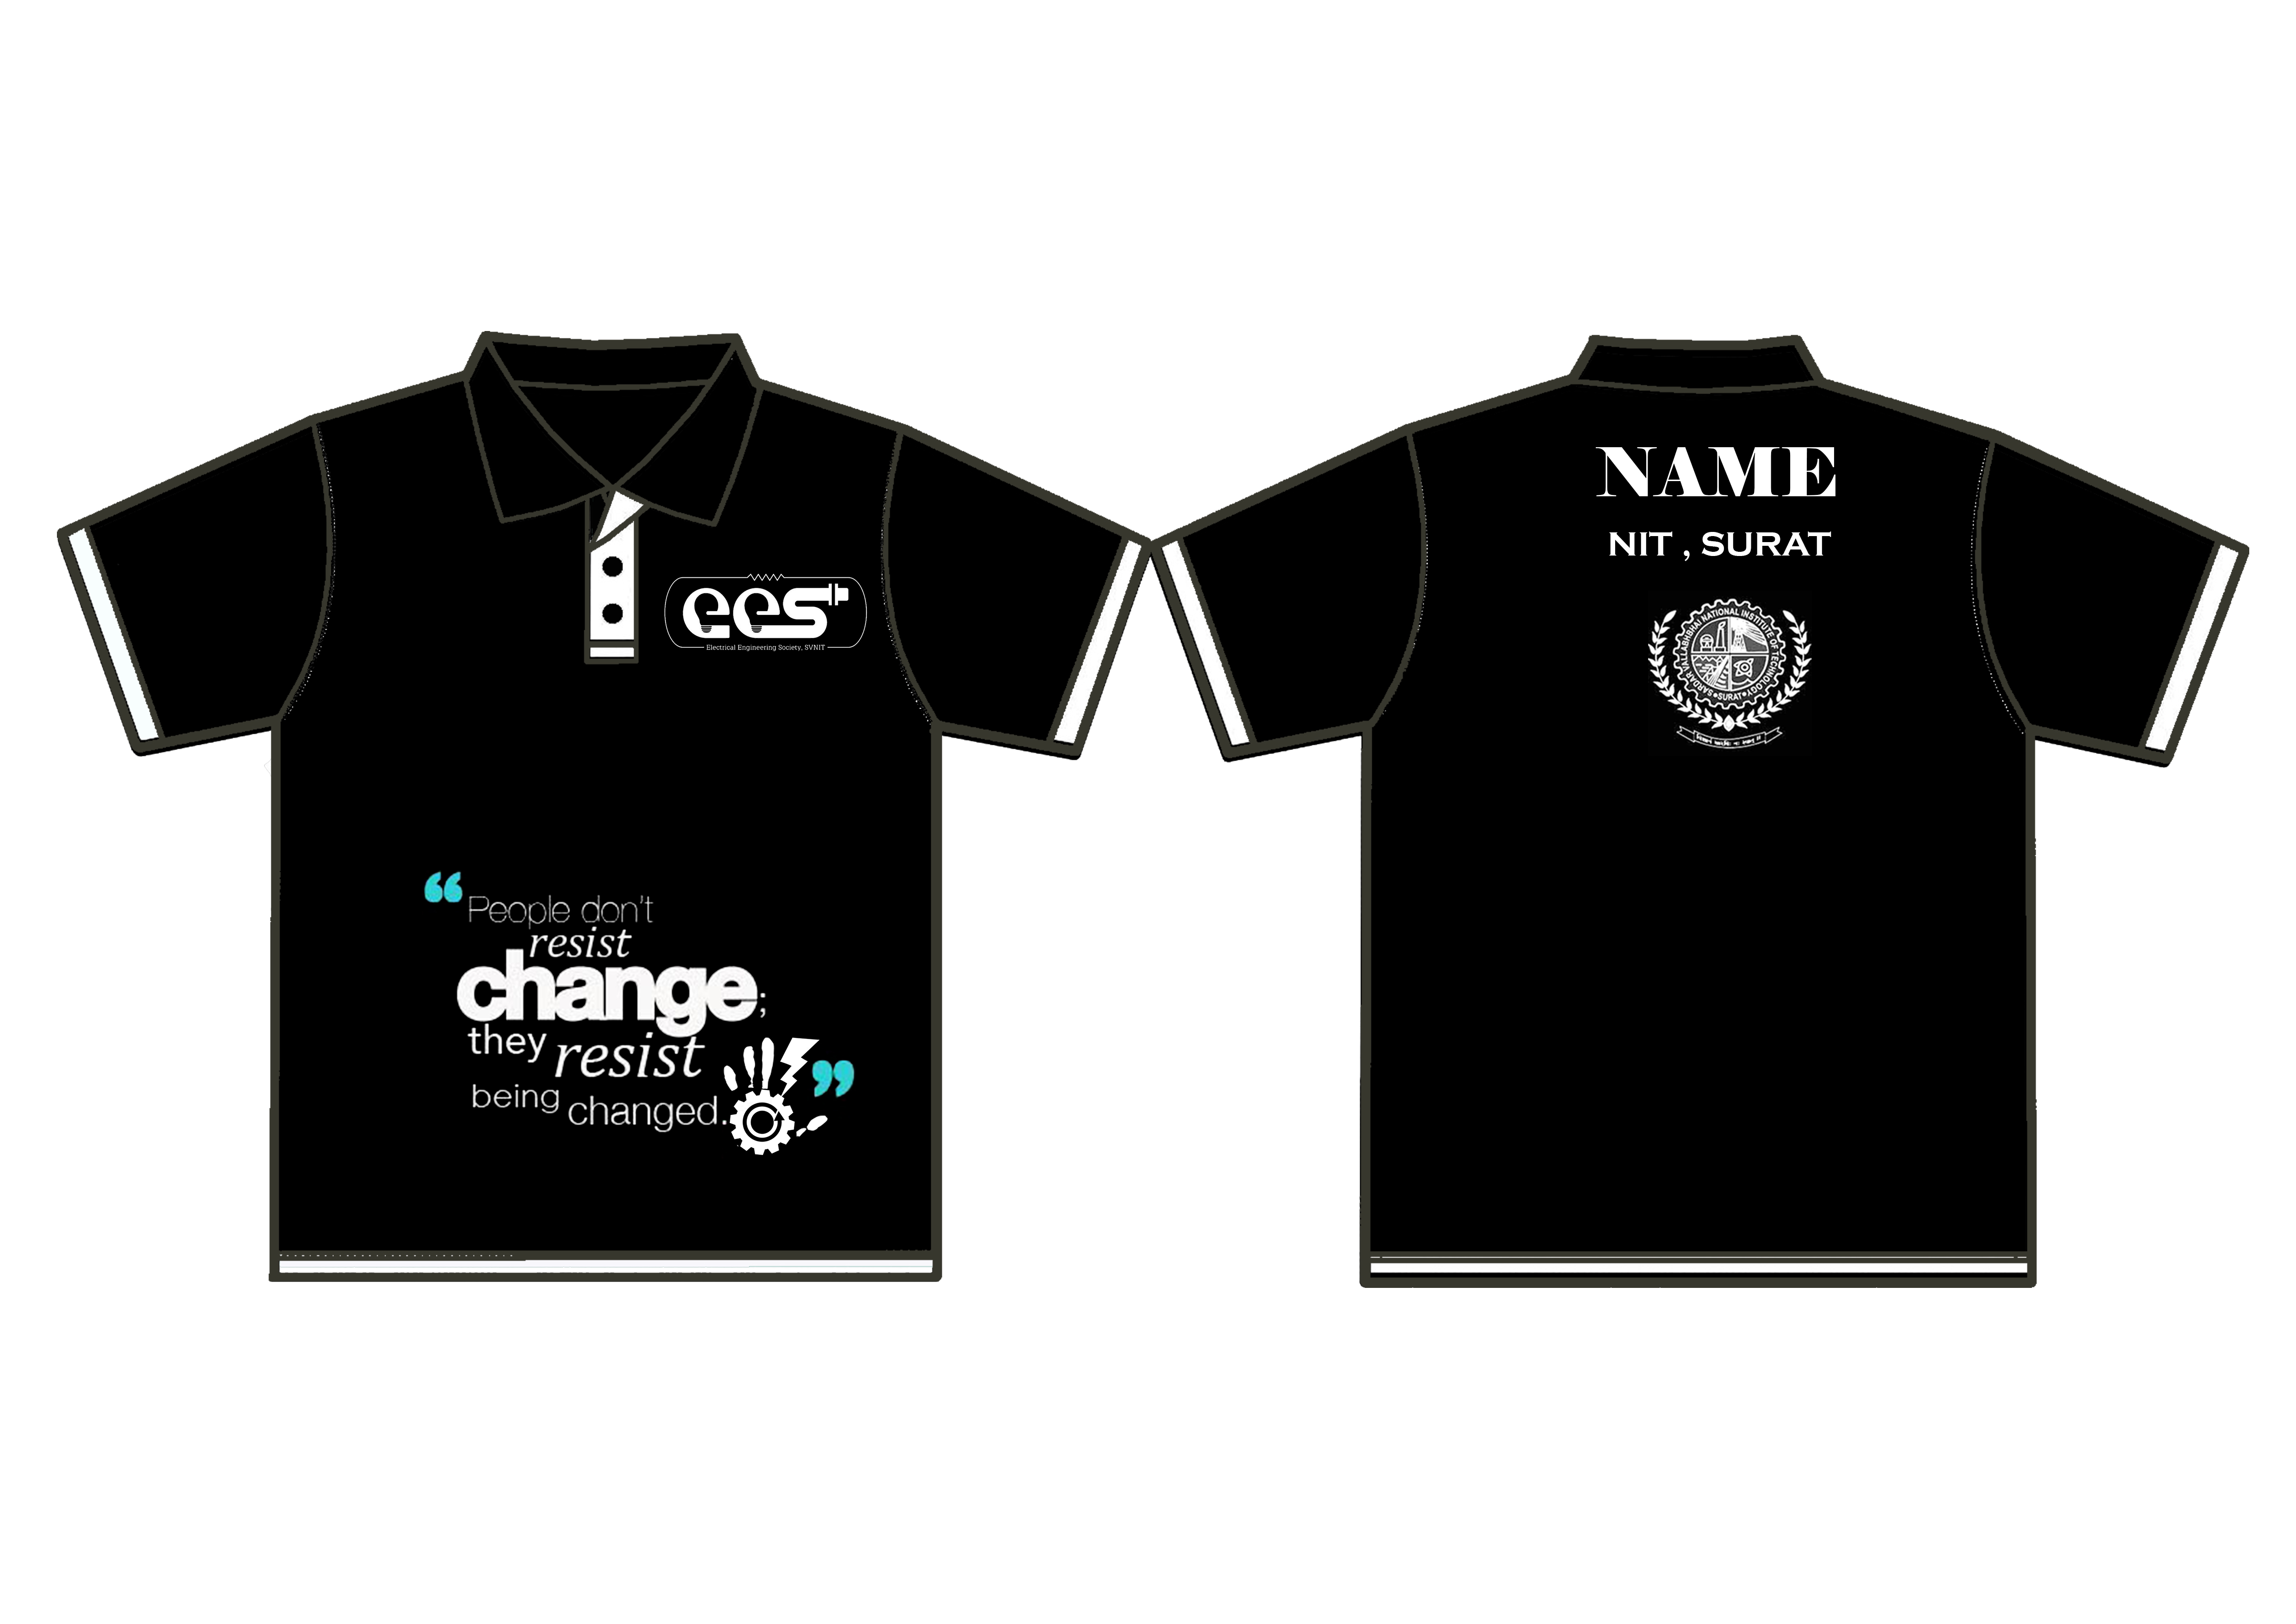 ees
Electrical Engineering Society, SVNIT
“ People don't
resist
change;
they resist
being changed. ”
NAME
NIT , SURAT
SARDAR VALLABHBHAI NATIONAL INSTITUTE OF TECHNOLOGY
•SURAT•